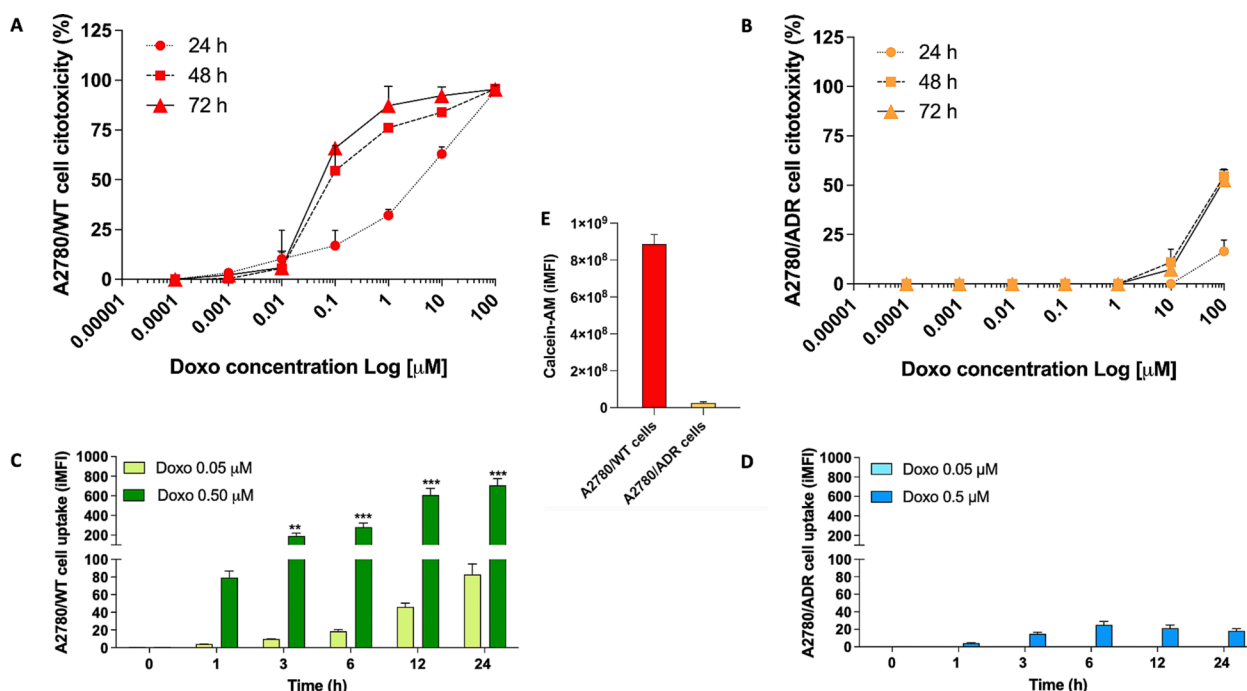 A
A2780/WT cell citotoxicity (%)
125
100
75
50
25
0
24 h
48 h
72 h
0.00001
0.0001
0.001
0.01
0.1
1
10
100
Doxo concentration Log [μM]
B
A2780/ADR cell citotoxixity (%)
125
100
75
50
25
0
24 h
48 h
72 h
0.00001
0.0001
0.001
0.01
0.1
1
10
100
Doxo concentration Log [μM]
E
Calcein-AM (iMFI)
1×10⁹
8×10⁸
6×10⁸
4×10⁸
2×10⁸
0
A2780/WT cells
A2780/ADR cells
C
A2780/WT cell uptake (iMFI)
1000
800
600
400
200
100
80
60
40
20
0
Doxo 0.05 μM
Doxo 0.50 μM
**
***
***
***
0
1
3
6
12
24
Time (h)
D
A2780/ADR cell uptake (iMFI)
1000
800
600
400
200
100
80
60
40
20
0
Doxo 0.05 μM
Doxo 0.5 μM
0
1
3
6
12
24
Time (h)